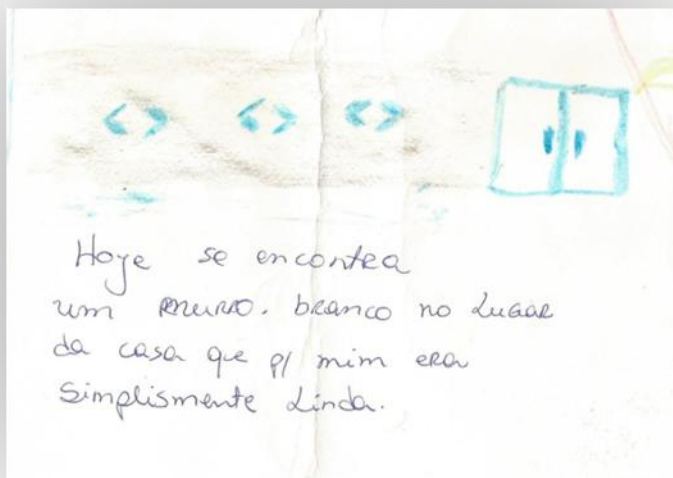 Hoje se encontra
um muro. branco no Lugar
da casa que p/ mim era
Simplismente Linda.